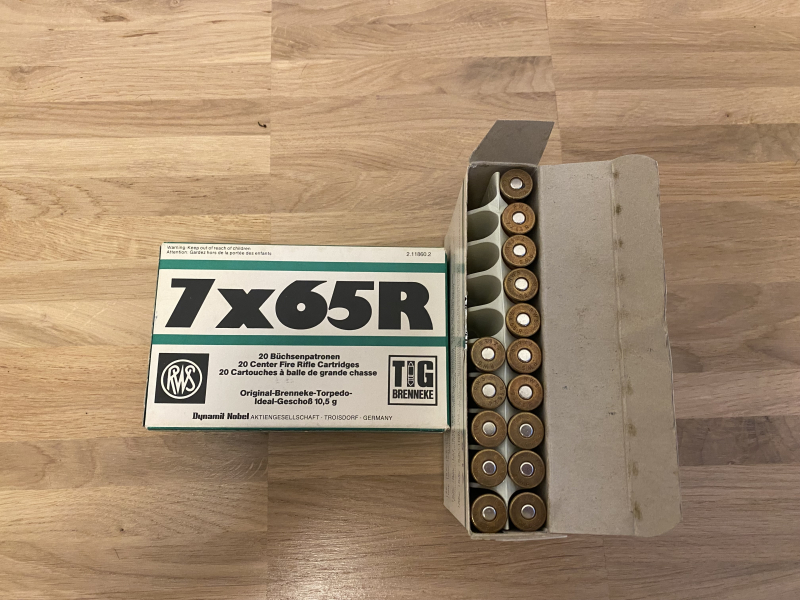 Warning: Keep out of reach of children
Attention: Gardez hors de la portée des enfants
2.11860.2
7x65R
20 Büchsenpatronen
20 Center Fire Rifle Cartridges
20 Cartouches à balle de grande chasse
RWS
TIG
BRENNEKE
Original-Brenneke-Torpedo-
Ideal-Geschoß 10,5 g
Dynamit Nobel AKTIENGESELLSCHAFT · TROISDORF · GERMANY